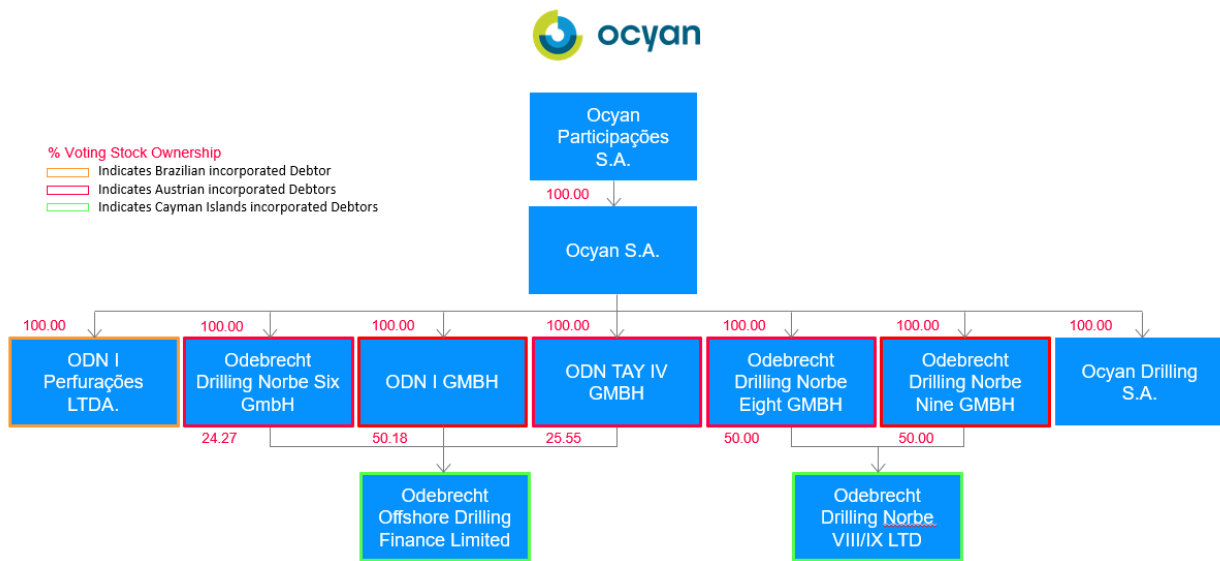 ocyan
Ocyan
Participações
S.A.
% Voting Stock Ownership
Indicates Brazilian incorporated Debtor
Indicates Austrian incorporated Debtors
Indicates Cayman Islands incorporated Debtors
100.00
Ocyan S.A.
100.00
100.00
100.00
100.00
100.00
100.00
100.00
ODN I
Perfurações
LTDA.
Odebrecht
Drilling Norbe Six
GmbH
ODN I GMBH
ODN TAY IV
GMBH
Odebrecht
Drilling Norbe
Eight GMBH
Odebrecht
Drilling Norbe
Nine GMBH
Ocyan Drilling
S.A.
24.27
50.18
25.55
50.00
50.00
Odebrecht
Offshore Drilling
Finance Limited
Odebrecht
Drilling Norbe
VIII/IX LTD